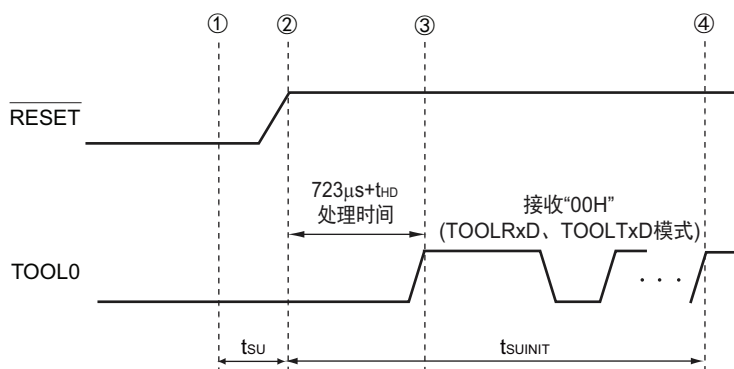 ① ② ③ ④
RESET
723μs+tHD
处理时间
接收“00H”
(TOOLRxD、TOOLTxD模式)
TOOL0
· · ·
tSU
tSUINIT